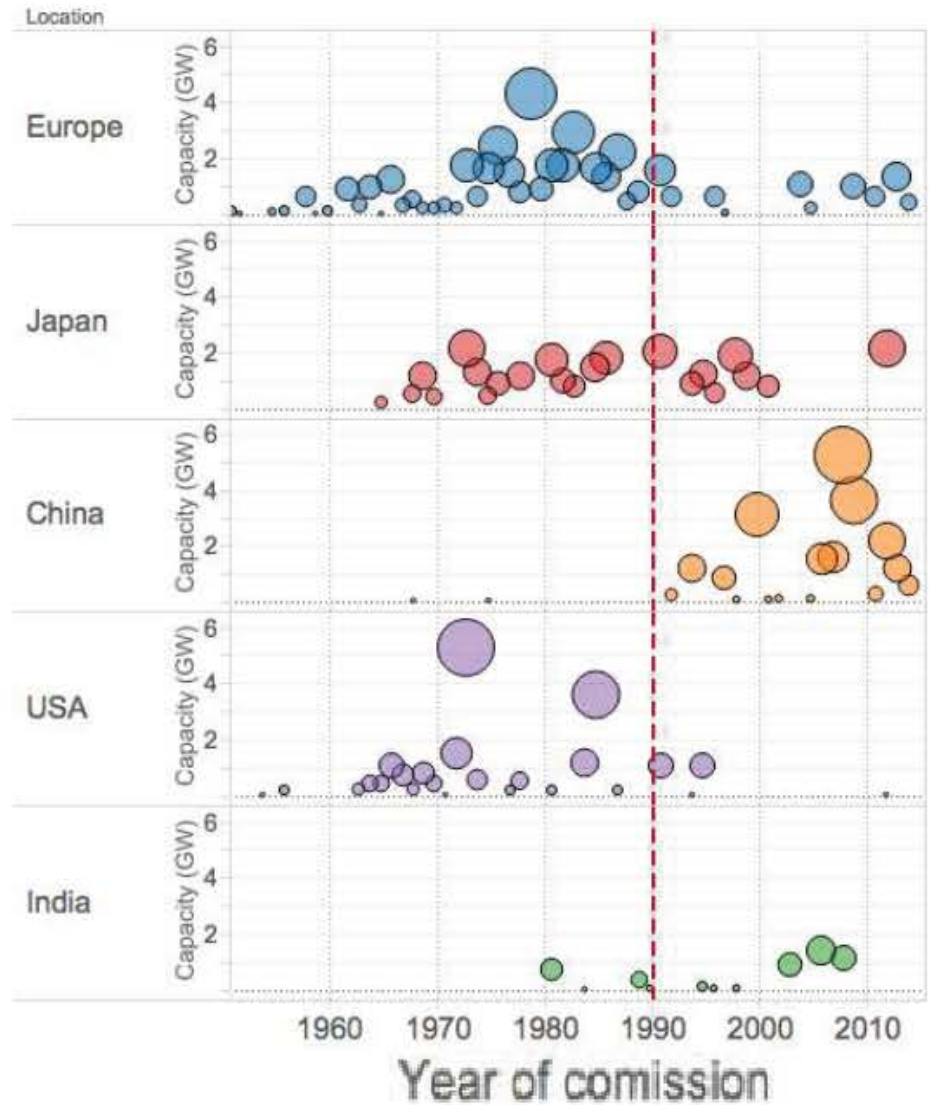 Location
Europe
Capacity (GW)
6
4
2
Japan
Capacity (GW)
6
4
2
China
Capacity (GW)
6
4
2
USA
Capacity (GW)
6
4
2
India
Capacity (GW)
6
4
2
1960 1970 1980 1990 2000 2010
Year of comission